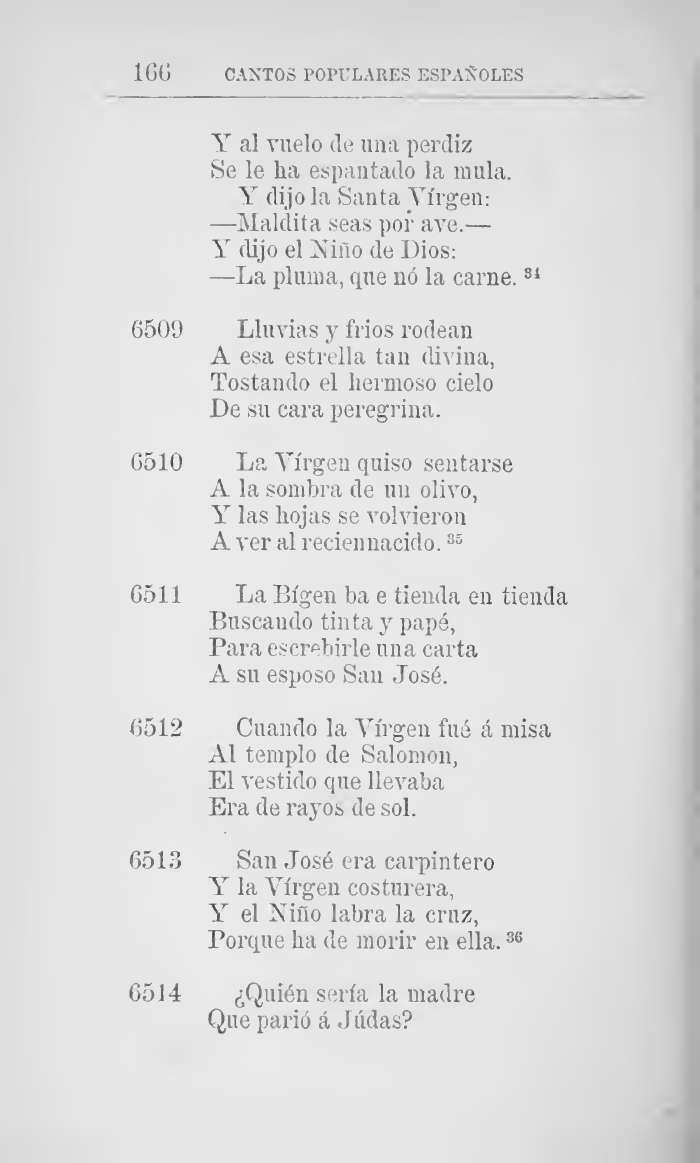 166 CANTOS POPULARES ESPAÑOLES
Y al vuelo de una perdiz
Se le ha espantado la mula.
Y dijo la Santa Vírgen:
—Maldita seas por ave.—
Y dijo el Niño de Dios:
—La pluma, que nó la carne. 34
6509 Lluvias y frios rodean
A esa estrella tan divina,
Tostando el hermoso cielo
De su cara peregrina.
6510 La Vírgen quiso sentarse
A la sombra de un olivo,
Y las hojas se volvieron
A ver al reciennacido. 35
6511 La Bígen ba e tienda en tienda
Buscando tinta y papé,
Para escrebirle una carta
A su esposo San José.
6512 Cuando la Vírgen fué á misa
Al templo de Salomon,
El vestido que llevaba
Era de rayos de sol.
6513 San José era carpintero
Y la Vírgen costurera,
Y el Niño labra la cruz,
Porque ha de morir en ella. 36
6514 ¿Quién sería la madre
Que parió á Júdas?